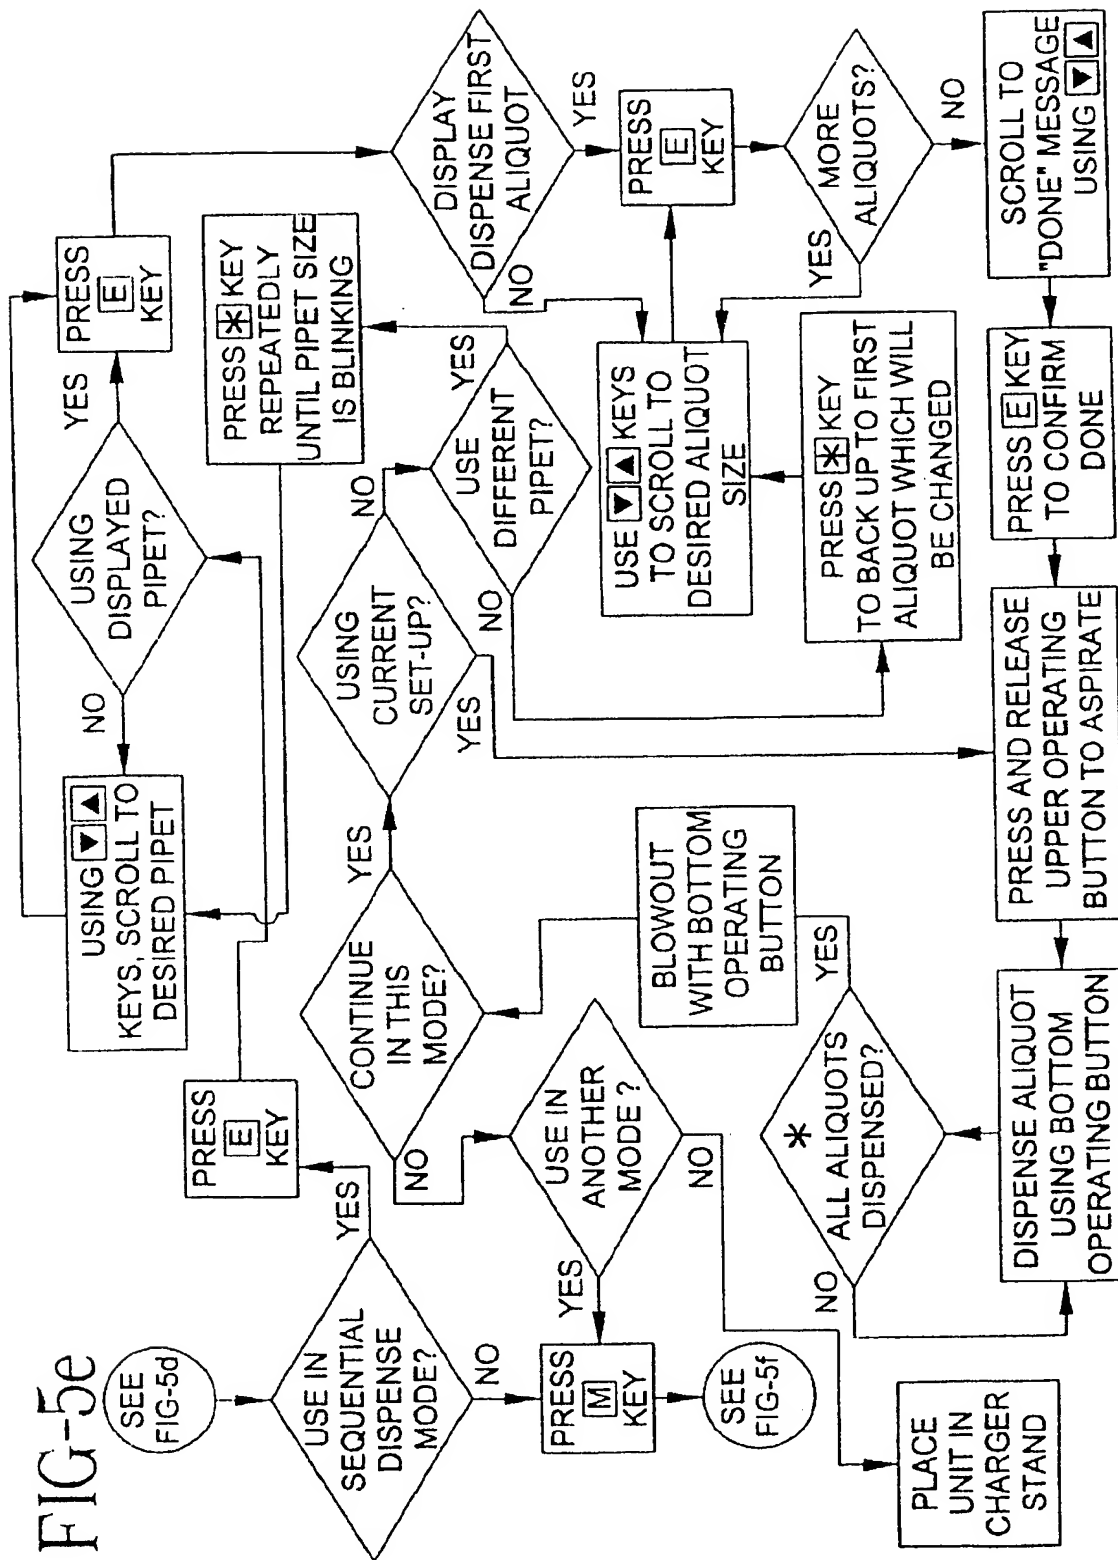 FIG-5e
SEE
FIG-5d
USE IN
SEQUENTIAL
DISPENSE
MODE?
YES
NO
PRESS
E
KEY
PRESS
M
KEY
SEE
FIG-5f
USING ▼ ▲
KEYS, SCROLL TO
DESIRED PIPET
NO
USING
DISPLAYED
PIPET?
YES
PRESS
E
KEY
PRESS * KEY
REPEATEDLY
UNTIL PIPET SIZE
IS BLINKING
DISPLAY
DISPENSE FIRST
ALIQUOT
YES
NO
PRESS
E
KEY
MORE
ALIQUOTS?
YES
NO
SCROLL TO
"DONE" MESSAGE
USING ▼ ▲
PRESS E KEY
TO CONFIRM
DONE
USE ▼ ▲ KEYS
TO SCROLL TO
DESIRED ALIQUOT
SIZE
PRESS * KEY
TO BACK UP TO FIRST
ALIQUOT WHICH WILL
BE CHANGED
USE
DIFFERENT
PIPET?
YES
NO
USING
CURRENT
SET-UP?
NO
YES
CONTINUE
IN THIS
MODE?
YES
NO
USE IN
ANOTHER
MODE ?
YES
NO
BLOWOUT
WITH BOTTOM
OPERATING
BUTTON
PRESS AND RELEASE
UPPER OPERATING
BUTTON TO ASPIRATE
DISPENSE ALIQUOT
USING BOTTOM
OPERATING BUTTON
*
ALL ALIQUOTS
DISPENSED?
YES
NO
PLACE
UNIT IN
CHARGER
STAND